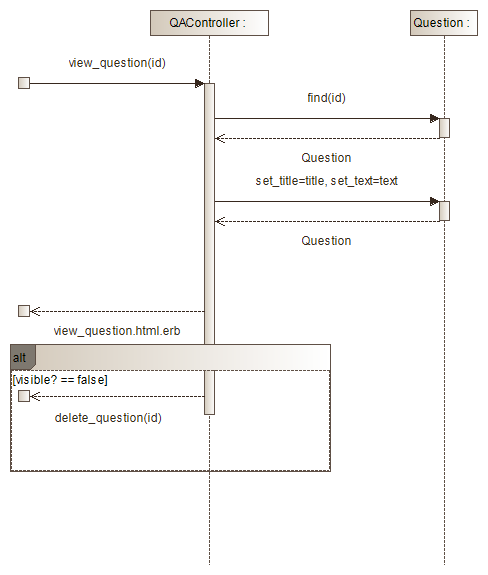 QAController :
Question :
view_question(id)
find(id)
Question
set_title=title, set_text=text
Question
view_question.html.erb
alt
[visible? == false]
delete_question(id)